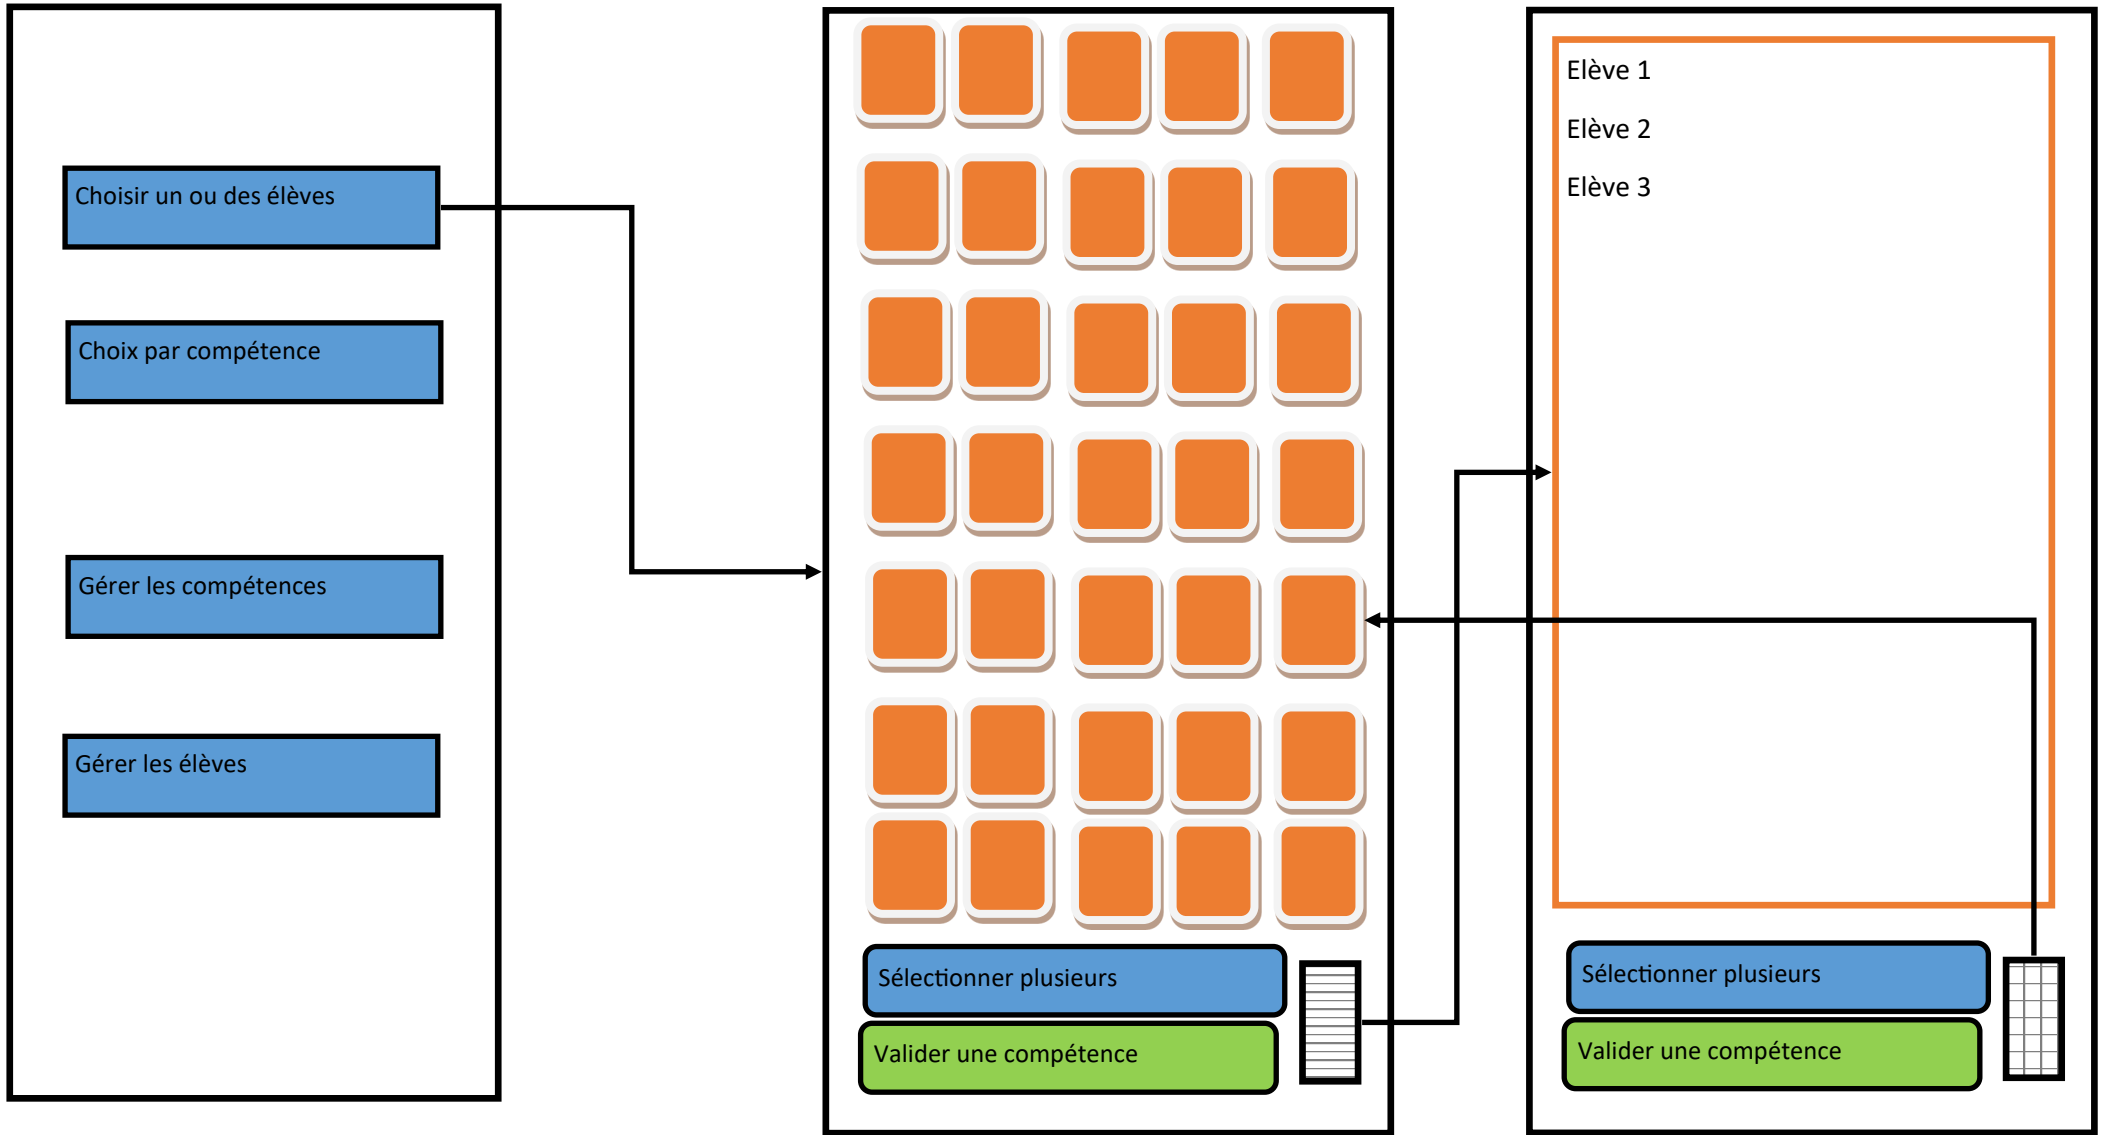 Choisir un ou des élèves
Choix par compétence
Gérer les compétences
Gérer les élèves
Sélectionner plusieurs
Valider une compétence
Elève 1
Elève 2
Elève 3
Sélectionner plusieurs
Valider une compétence